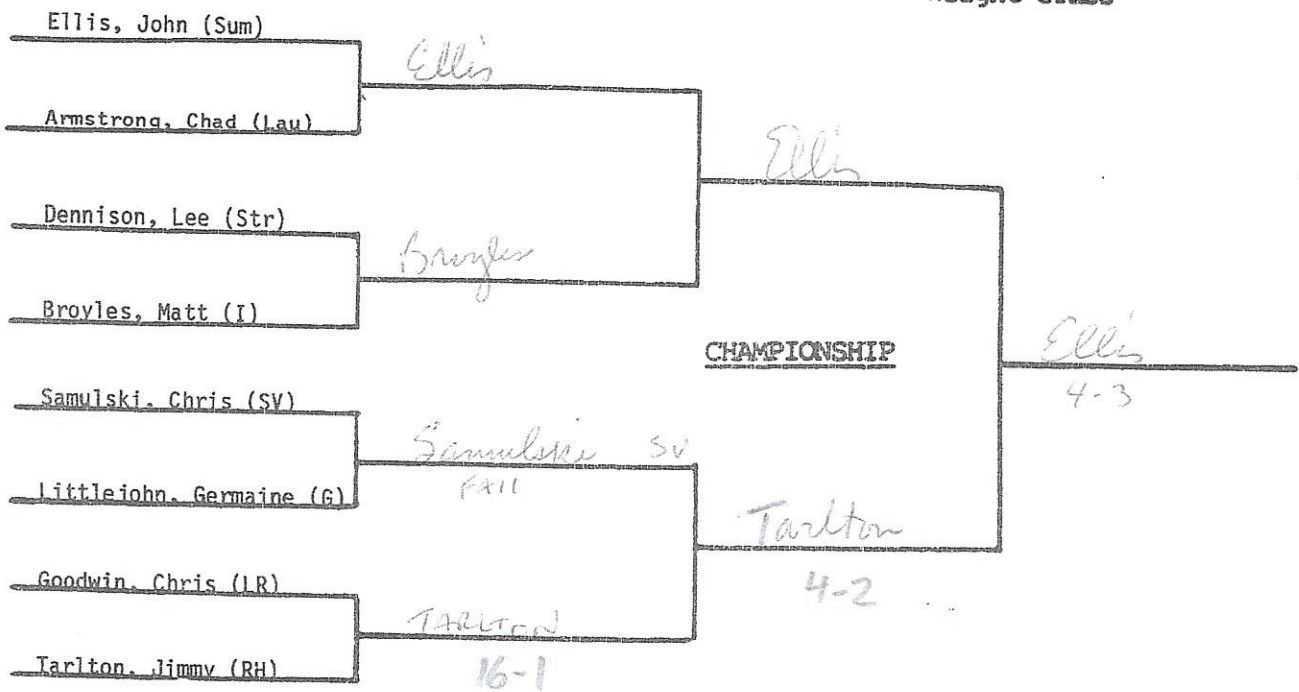 Ellis, John (Sum)
Ellis
Armstrong, Chad (Lau)
Ellis
Dennison, Lee (Str)
Broyles
Broyles, Matt (I)
CHAMPIONSHIP
Ellis
4-3
Samulski, Chris (SV)
Samulski SV
FAll
Littlejohn, Germaine (G)
Tarlton
4-2
Goodwin, Chris (LR)
TARLTON
16-1
Tarlton, Jimmy (RH)